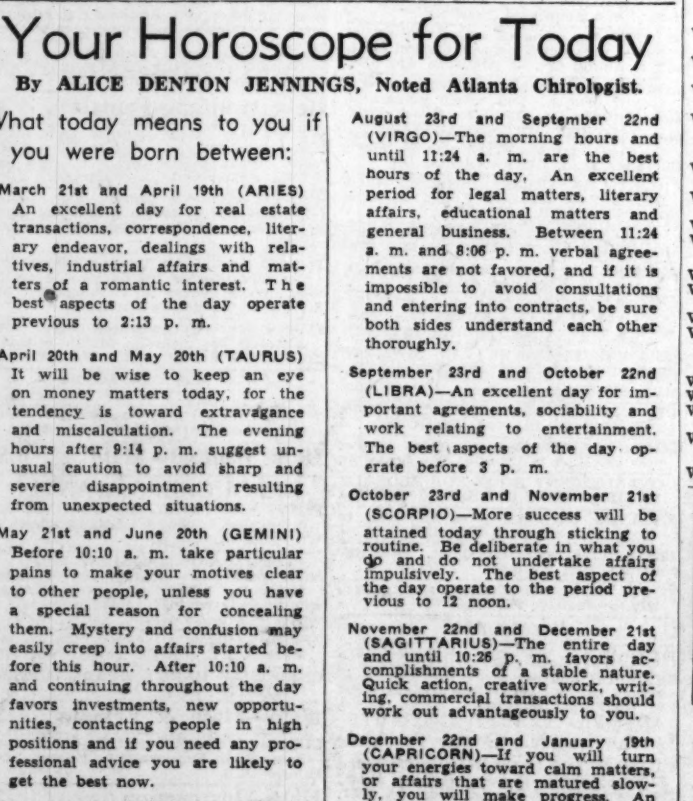 Your Horoscope for Today
By ALICE DENTON JENNINGS, Noted Atlanta Chirologist.
What today means to you if
you were born between:
March 21st and April 19th (ARIES)
An excellent day for real estate
transactions, correspondence, liter-
ary endeavor, dealings with rela-
tives, industrial affairs and mat-
ters of a romantic interest. The
best aspects of the day operate
previous to 2:13 p. m.
April 20th and May 20th (TAURUS)
It will be wise to keep an eye
on money matters today, for the
tendency is toward extravagance
and miscalculation. The evening
hours after 9:14 p. m. suggest un-
usual caution to avoid sharp and
severe disappointment resulting
from unexpected situations.
May 21st and June 20th (GEMINI)
Before 10:10 a. m. take particular
pains to make your motives clear
to other people, unless you have
a special reason for concealing
them. Mystery and confusion may
easily creep into affairs started be-
fore this hour. After 10:10 a. m.
and continuing throughout the day
favors investments, new opportu-
nities, contacting people in high
positions and if you need any pro-
fessional advice you are likely to
get the best now.
August 23rd and September 22nd
(VIRGO)—The morning hours and
until 11:24 a. m. are the best
hours of the day. An excellent
period for legal matters, literary
affairs, educational matters and
general business. Between 11:24
a. m. and 8:06 p. m. verbal agree-
ments are not favored, and if it is
impossible to avoid consultations
and entering into contracts, be sure
both sides understand each other
thoroughly.
September 23rd and October 22nd
(LIBRA)—An excellent day for im-
portant agreements, sociability and
work relating to entertainment.
The best aspects of the day op-
erate before 3 p. m.
October 23rd and November 21st
(SCORPIO)—More success will be
attained today through sticking to
routine. Be deliberate in what you
do and do not undertake affairs
impulsively. The best aspect of
the day operate to the period pre-
vious to 12 noon.
November 22nd and December 21st
(SAGITTARIUS)—The entire day
and until 10:26 p. m. favors ac-
complishments of a stable nature.
Quick action, creative work, writ-
ing, commercial transactions should
work out advantageously to you.
December 22nd and January 19th
(CAPRICORN)—If you will turn
your energies toward calm matters,
or affairs that are matured slow-
ly, you will make progress. An